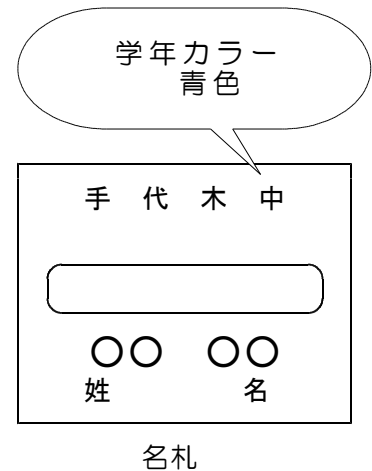 学年カラー
青色
手 代 木 中
〇〇 〇〇
姓 名
名札